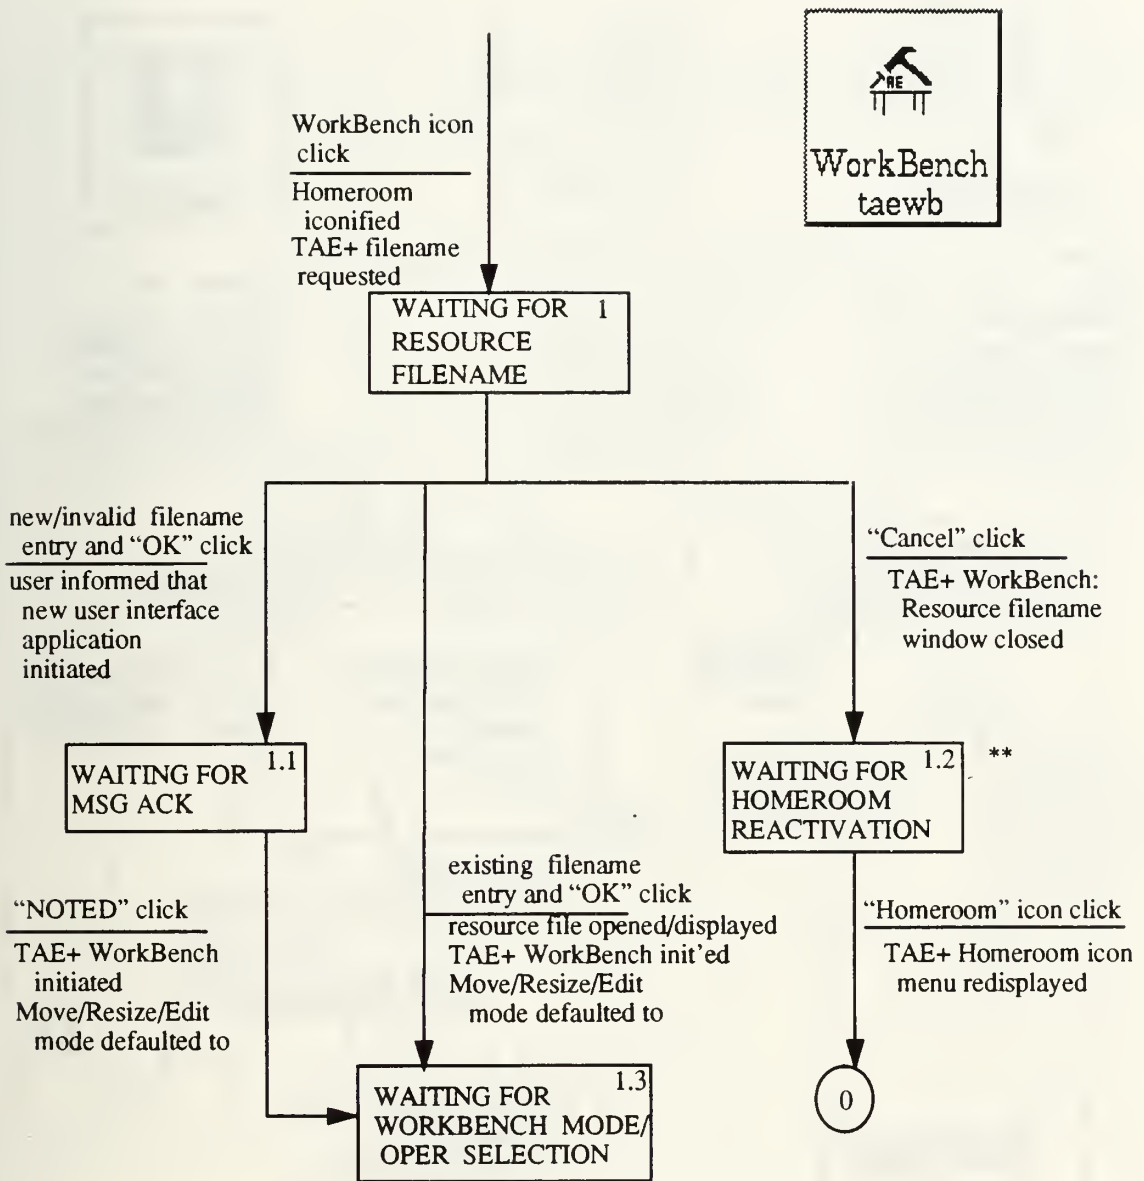 WorkBench icon
click
Homeroom
iconified
TAE+ filename
requested
AE
WorkBench
taewb
WAITING FOR 1
RESOURCE
FILENAME
new/invalid filename
entry and “OK” click
user informed that
new user interface
application
initiated
“Cancel” click
TAE+ WorkBench:
Resource filename
window closed
WAITING FOR 1.1
MSG ACK
WAITING FOR 1.2
HOMEROOM
REACTIVATION
**
“NOTED” click
TAE+ WorkBench
initiated
Move/Resize/Edit
mode defaulted to
existing filename
entry and “OK” click
resource file opened/displayed
TAE+ WorkBench init'ed
Move/Resize/Edit
mode defaulted to
“Homeroom” icon click
TAE+ Homeroom icon
menu redisplayed
WAITING FOR 1.3
WORKBENCH MODE/
OPER SELECTION
0